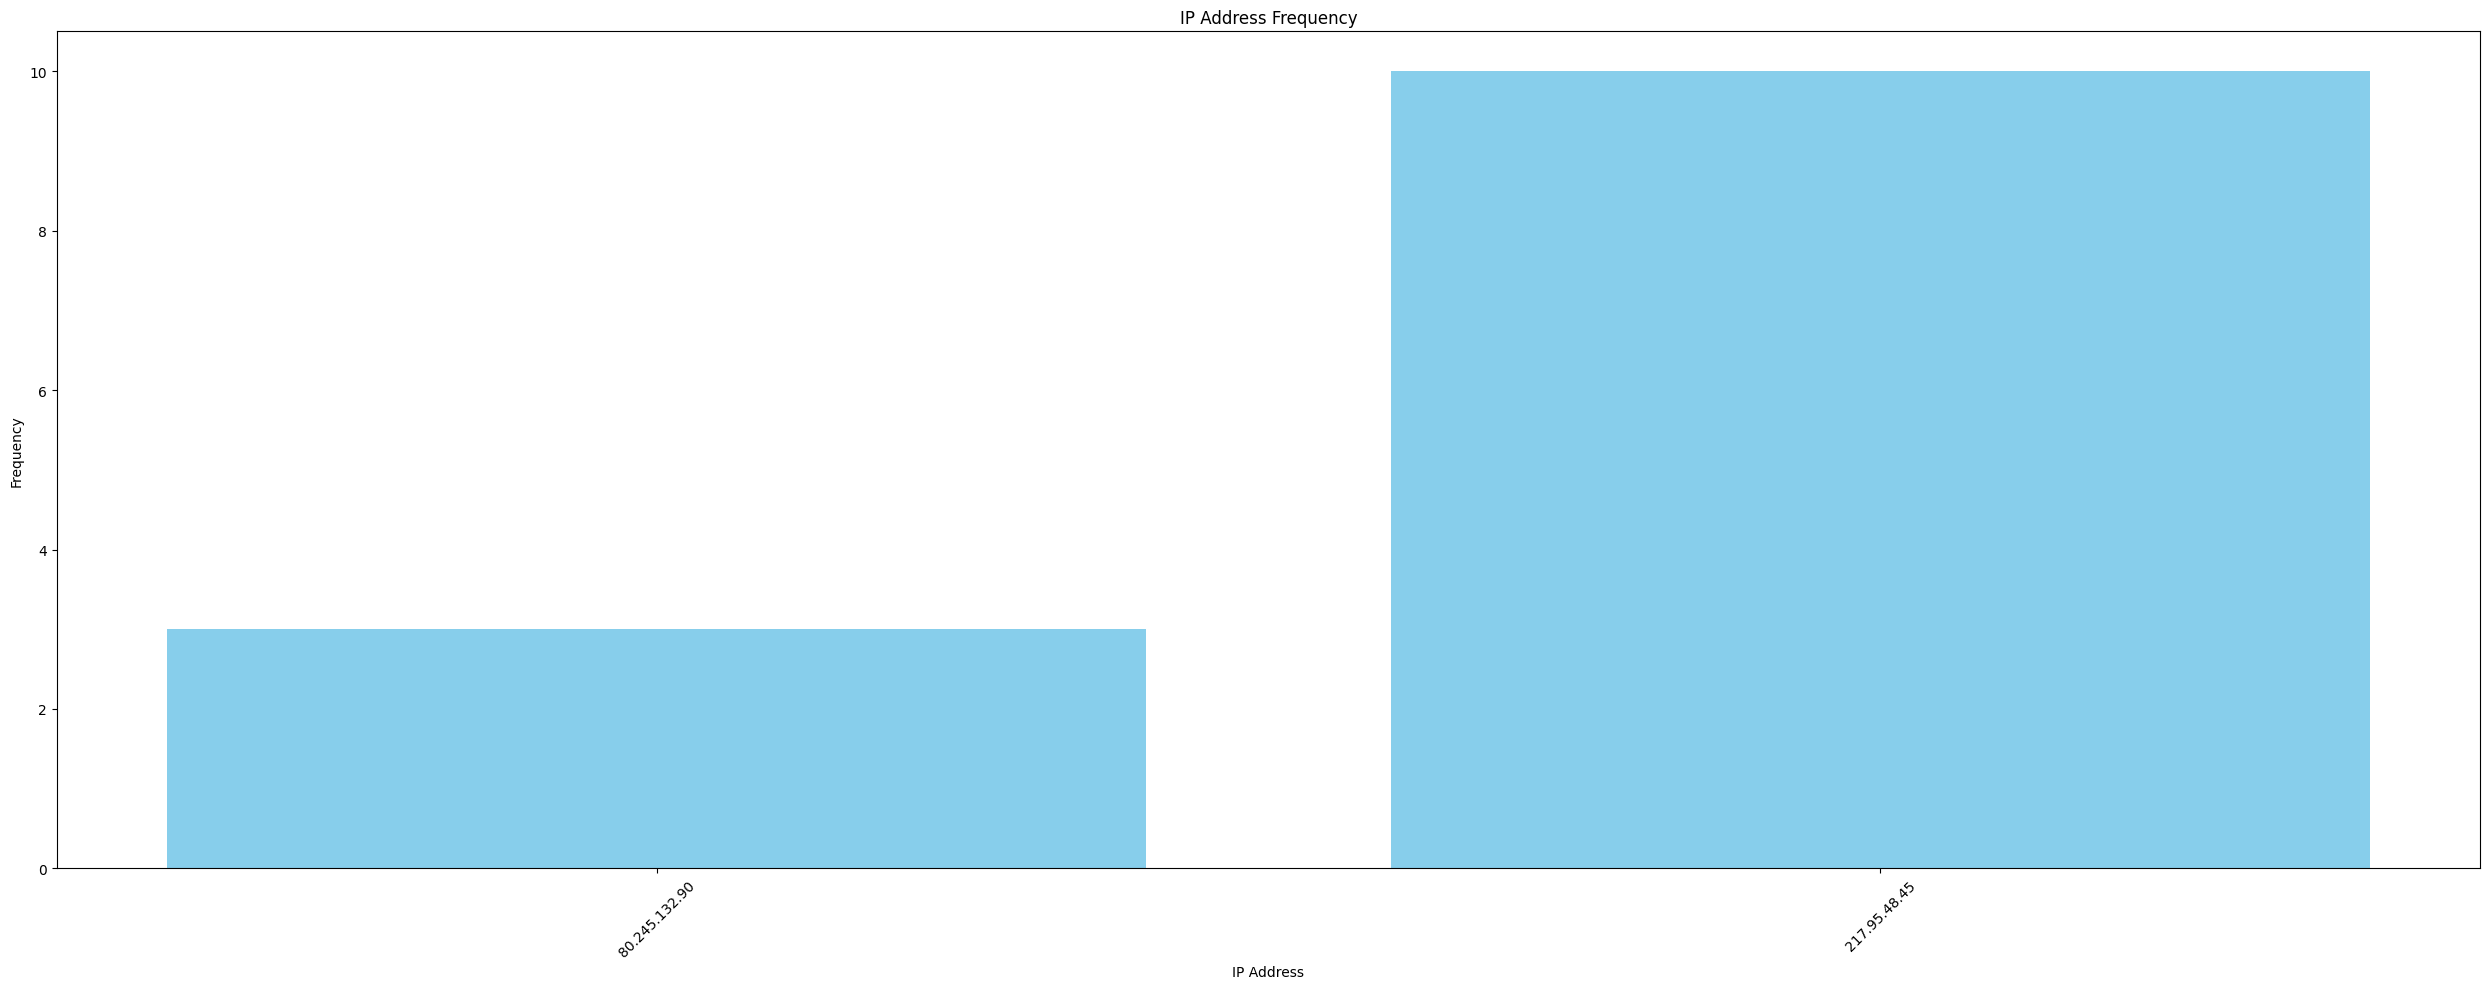 IP Address Frequency
10
8
6
4
2
0
Frequency
80.245.132.90
217.95.48.45
IP Address